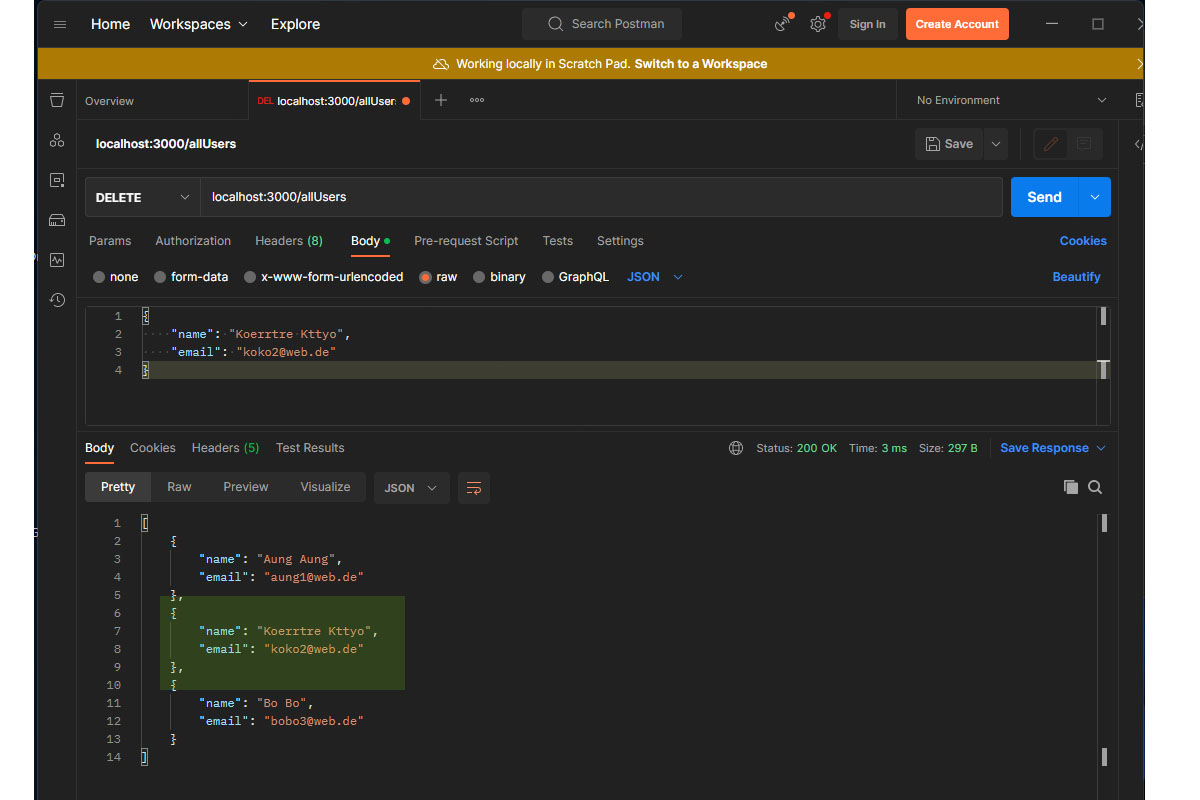 Home Workspaces Explore Search Postman Sign In Create Account
Working locally in Scratch Pad. Switch to a Workspace
Overview DEL localhost:3000/allUser No Environment
localhost:3000/allUsers Save
DELETE localhost:3000/allUsers Send
Params Authorization Headers (8) Body Pre-request Script Tests Settings Cookies
none form-data x-www-form-urlencoded raw binary GraphQL JSON Beautify
1 {
2 "name": "Koerrtre Kttyo",
3 "email": "koko2@web.de"
4 }
Body Cookies Headers (5) Test Results Status: 200 OK Time: 3 ms Size: 297 B Save Response
Pretty Raw Preview Visualize JSON
1 [
2 {
3 "name": "Aung Aung",
4 "email": "aung1@web.de"
5 },
6 {
7 "name": "Koerrtre Kttyo",
8 "email": "koko2@web.de"
9 },
10 {
11 "name": "Bo Bo",
12 "email": "bobo3@web.de"
13 }
14 ]